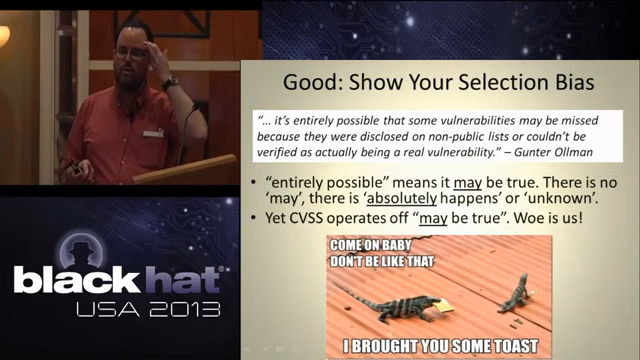 Good: Show Your Selection Bias
"... it's entirely possible that some vulnerabilities may be missed
because they were disclosed on non-public lists or couldn't be
verified as actually being a real vulnerability." – Gunter Ollman
• "entirely possible" means it may be true. There is no
'may', there is 'absolutely happens' or 'unknown'.
• Yet CVSS operates off "may be true". Woe is us!
COME ON BABY
DON'T BE LIKE THAT
I BROUGHT YOU SOME TOAST
black hat®
USA 2013